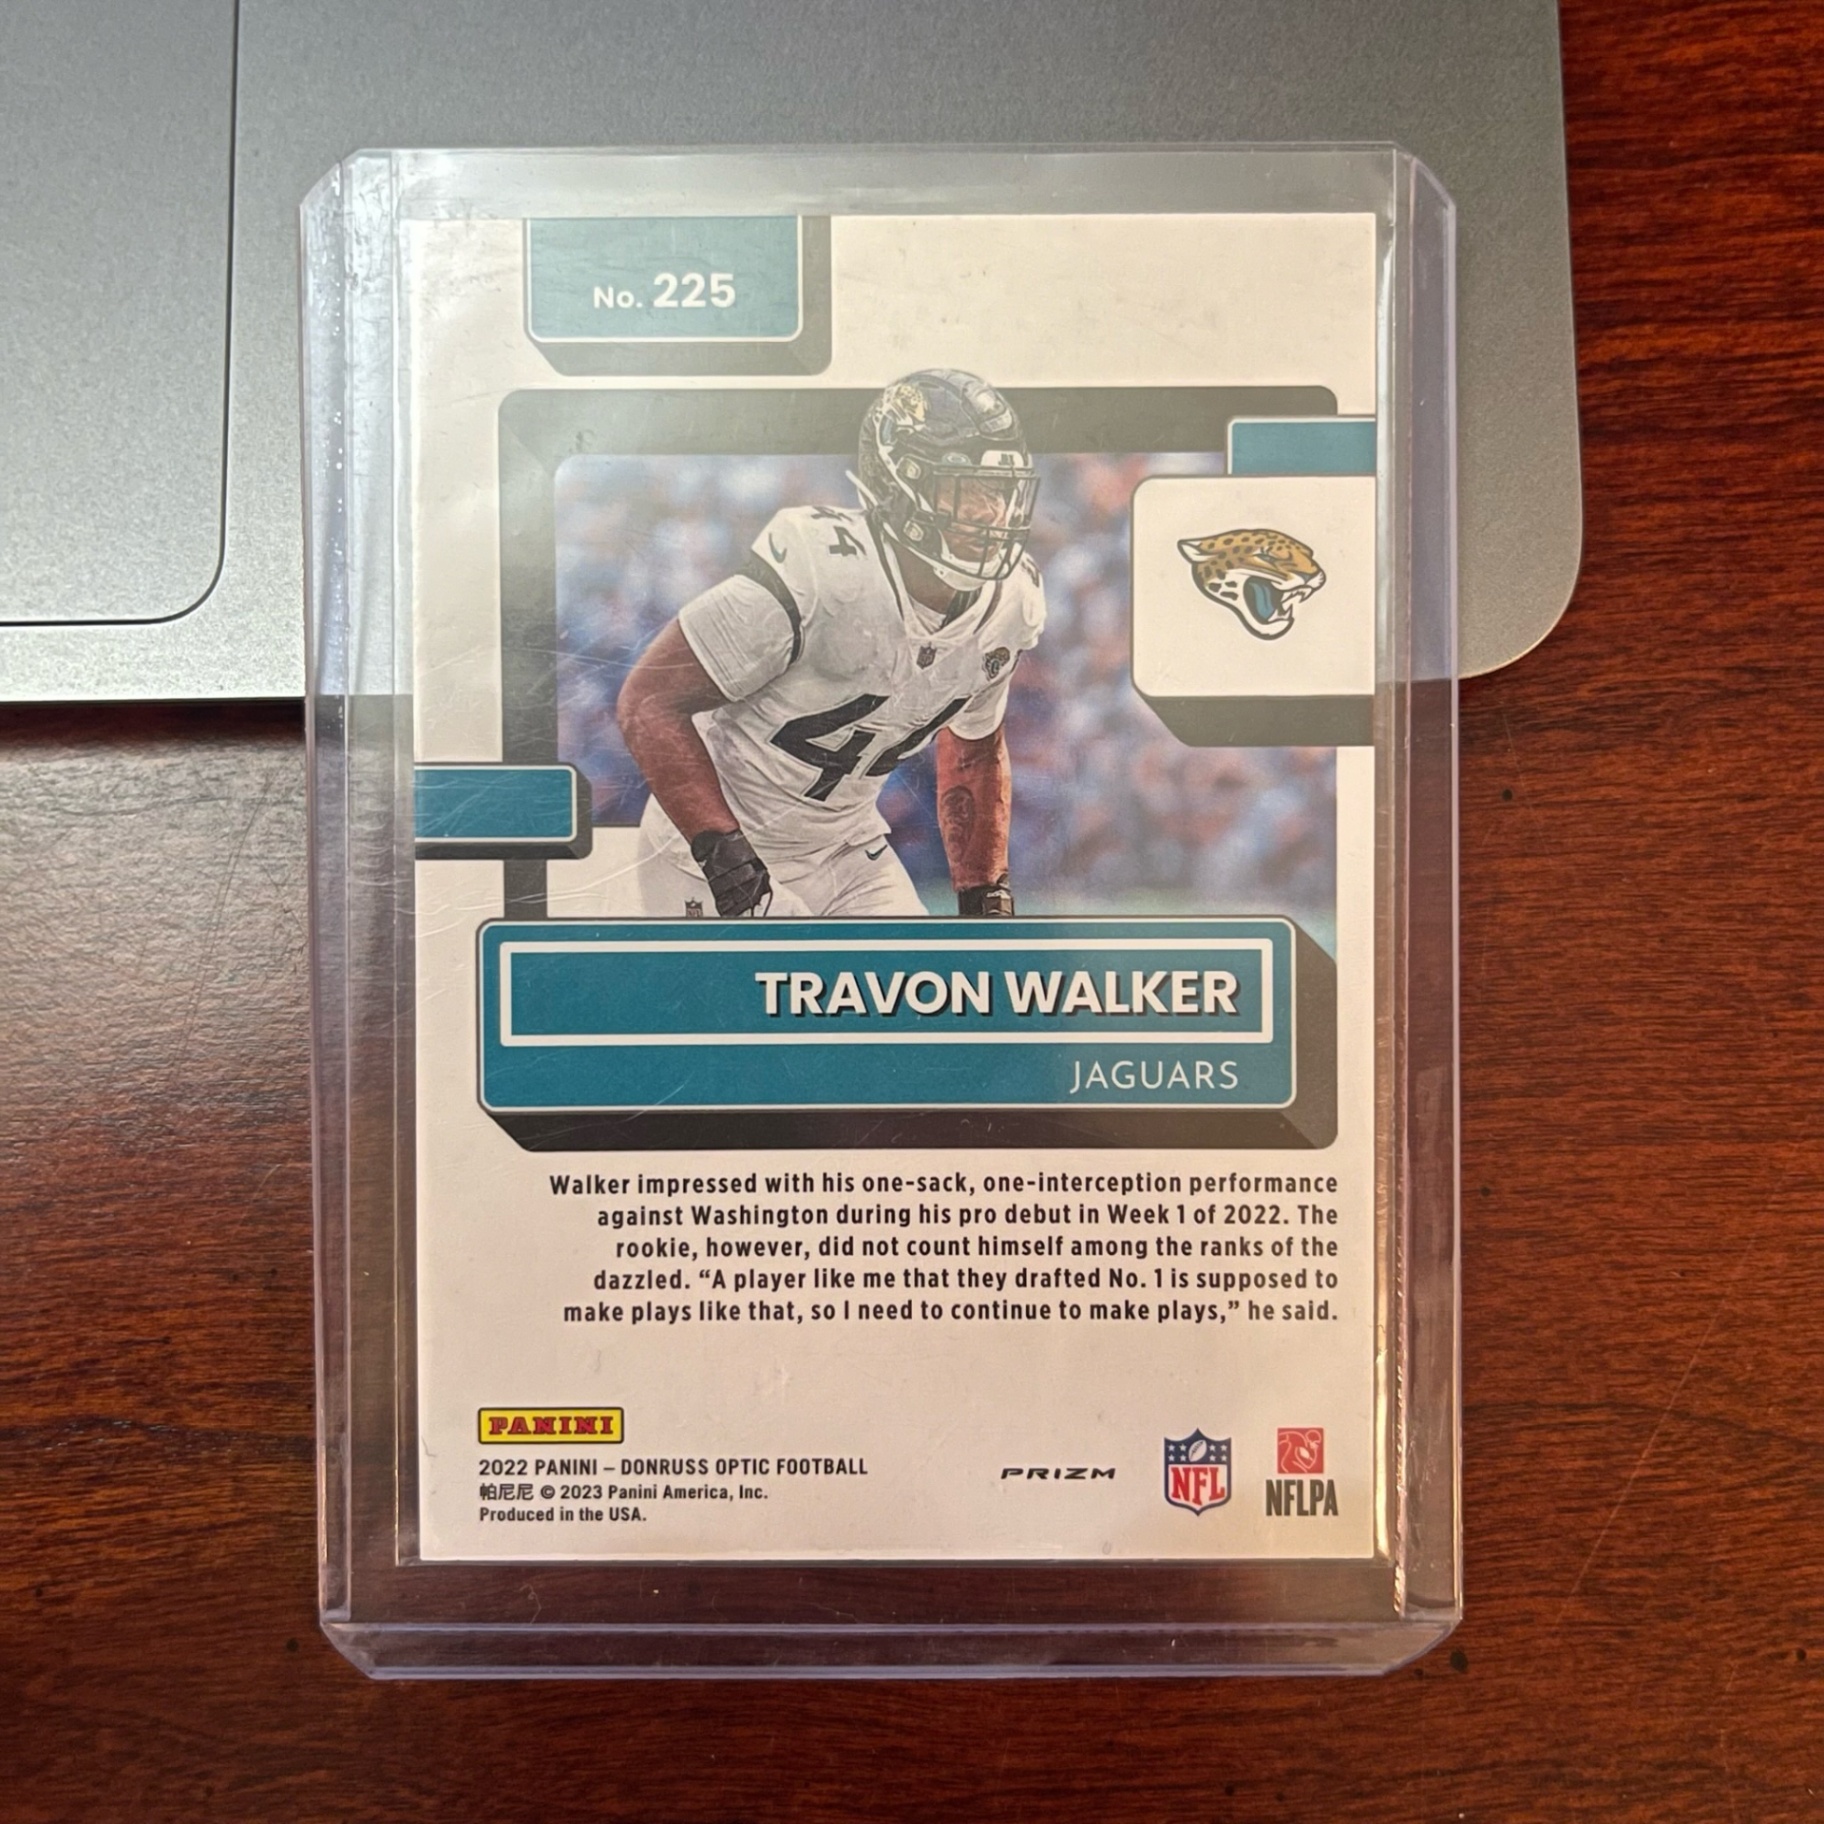 No. 225
44
44
TRAVON WALKER
JAGUARS
Walker impressed with his one-sack, one-interception performance
against Washington during his pro debut in Week 1 of 2022. The
rookie, however, did not count himself among the ranks of the
dazzled. “A player like me that they drafted No. 1 is supposed to
make plays like that, so I need to continue to make plays,” he said.
PANINI
2022 PANINI – DONRUSS OPTIC FOOTBALL
帕尼尼 © 2023 Panini America, Inc.
Produced in the USA.
PRIZM
NFL
NFLPA